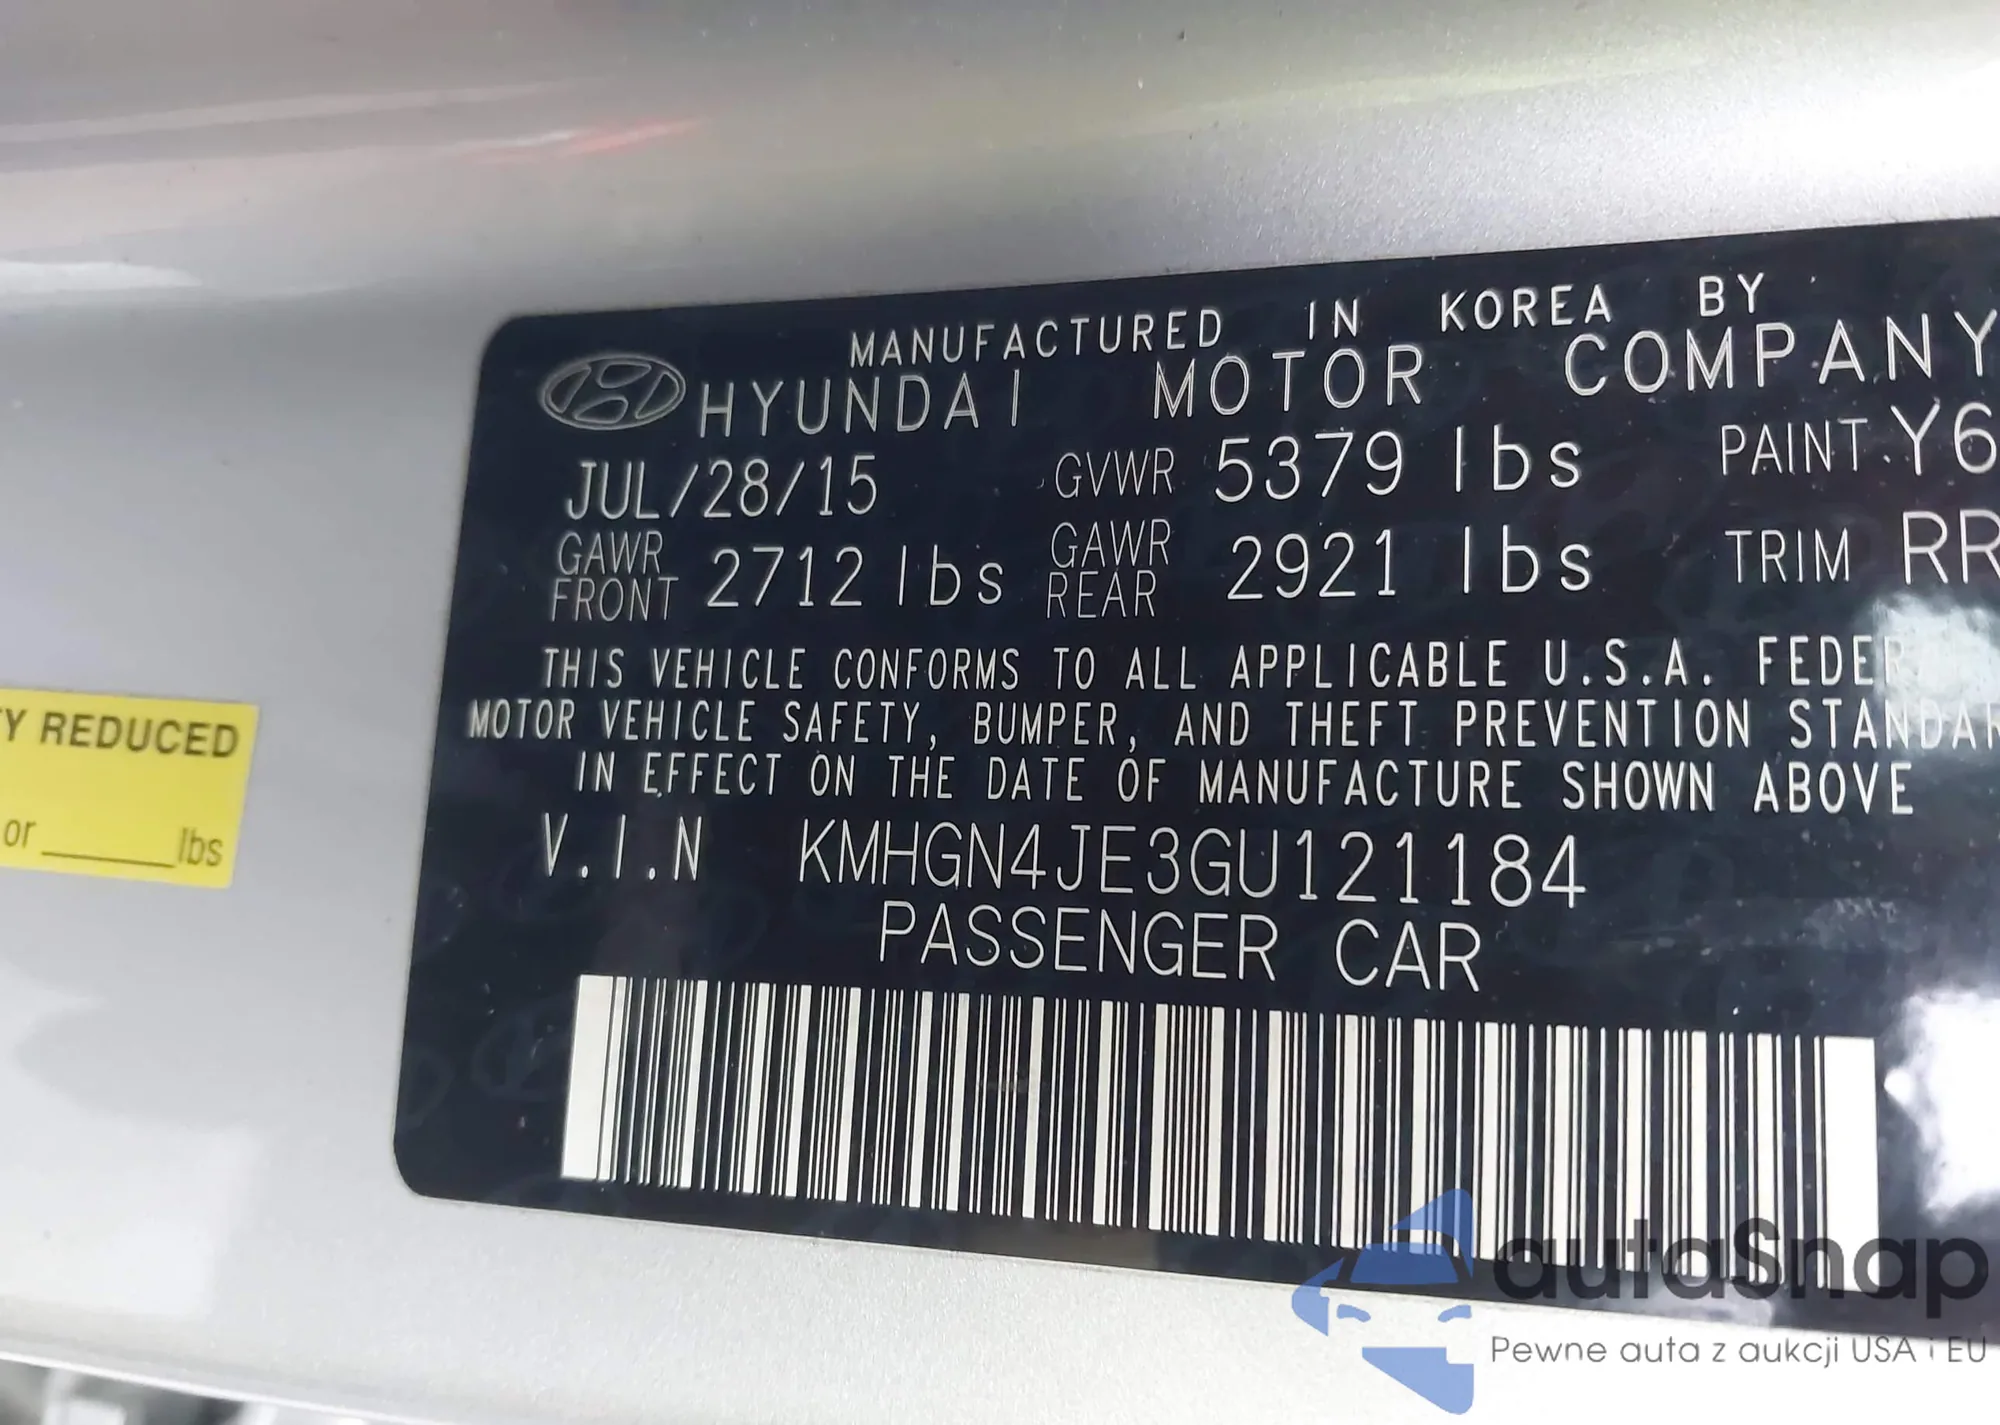 MANUFACTURED IN KOREA BY
HYUNDAI MOTOR COMPANY
JUL/28/15 GVWR 5379 lbs PAINT Y6
GAWR FRONT 2712 lbs GAWR REAR 2921 lbs TRIM RR
THIS VEHICLE CONFORMS TO ALL APPLICABLE U.S.A. FEDER
MOTOR VEHICLE SAFETY, BUMPER, AND THEFT PREVENTION STANDAR
IN EFFECT ON THE DATE OF MANUFACTURE SHOWN ABOVE
V.I.N KMHGN4JE3GU121184
PASSENGER CAR
TY REDUCED
or ______ lbs
autaSnap
Pewne auta z aukcji USA i EU